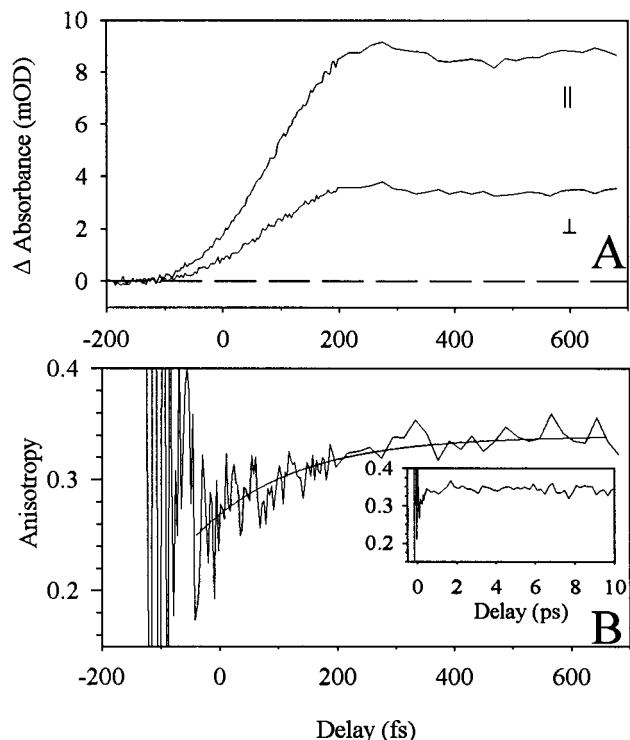 10
8
6
4
2
0
Δ Absorbance (mOD)
||
⊥
A
-200 0 200 400 600
0.4
0.3
0.2
Anisotropy
0.4
0.3
0.2
0 2 4 6 8 10
Delay (ps)
B
-200 0 200 400 600
Delay (fs)